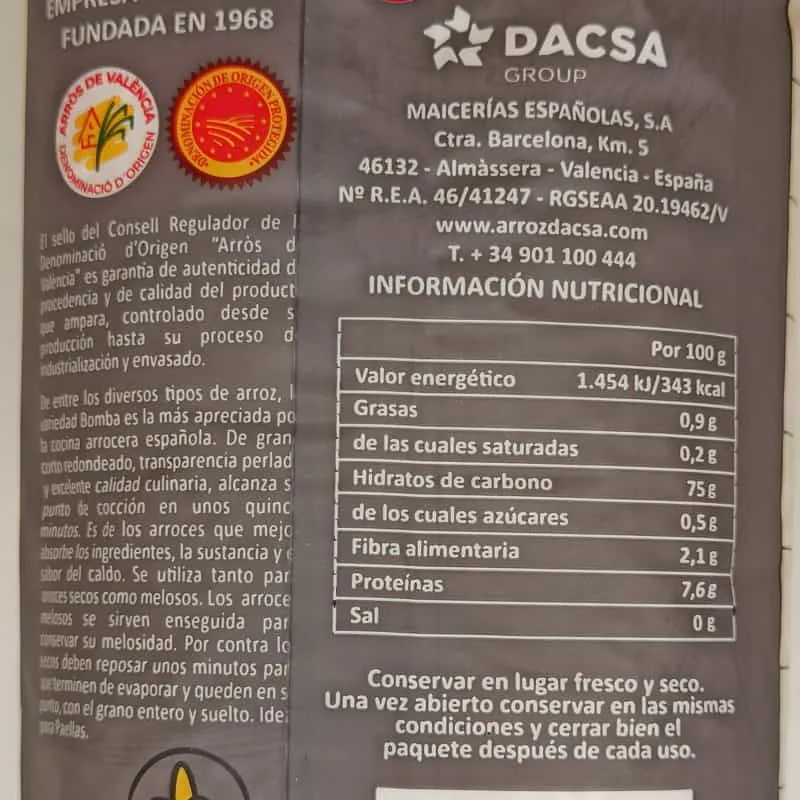 FUNDADA EN 1968
ARRÒS DE VALÈNCIA
DENOMINACIÓ D'ORIGEN
DENOMINACIÓN DE ORIGEN PROTEGIDA
El sello del Consell Regulador de
Denominació d'Origen "Arròs d
València" es garantía de autenticidad d
procedencia y de calidad del product
que ampara, controlado desde s
producción hasta su proceso d
industrialización y envasado.
De entre los diversos tipos de arroz, l
variedad Bomba es la más apreciada po
la cocina arrocera española. De gran
corto redondeado, transparencia perlad
y excelente calidad culinaria, alcanza s
punto de cocción en unos quinc
minutos. Es de los arroces que mejo
absorbe los ingredientes, la sustancia y e
sabor del caldo. Se utiliza tanto par
arroces secos como melosos. Los arroce
melosos se sirven enseguida par
conservar su melosidad. Por contra lo
secos deben reposar unos minutos par
que terminen de evaporar y queden en s
punto, con el grano entero y suelto. Idea
para Paellas.
DACSA
GROUP
MAICERÍAS ESPAÑOLAS, S.A
Ctra. Barcelona, Km. 5
46132 - Almàssera - Valencia - España
Nº R.E.A. 46/41247 - RGSEAA 20.19462/V
www.arrozdacsa.com
T. + 34 901 100 444
INFORMACIÓN NUTRICIONAL
Por 100 g
Valor energético 1.454 kJ/343 kcal
Grasas 0,9 g
de las cuales saturadas 0,2 g
Hidratos de carbono 75 g
de los cuales azúcares 0,5 g
Fibra alimentaria 2,1 g
Proteínas 7,6 g
Sal 0 g
Conservar en lugar fresco y seco.
Una vez abierto conservar en las mismas
condiciones y cerrar bien el
paquete después de cada uso.